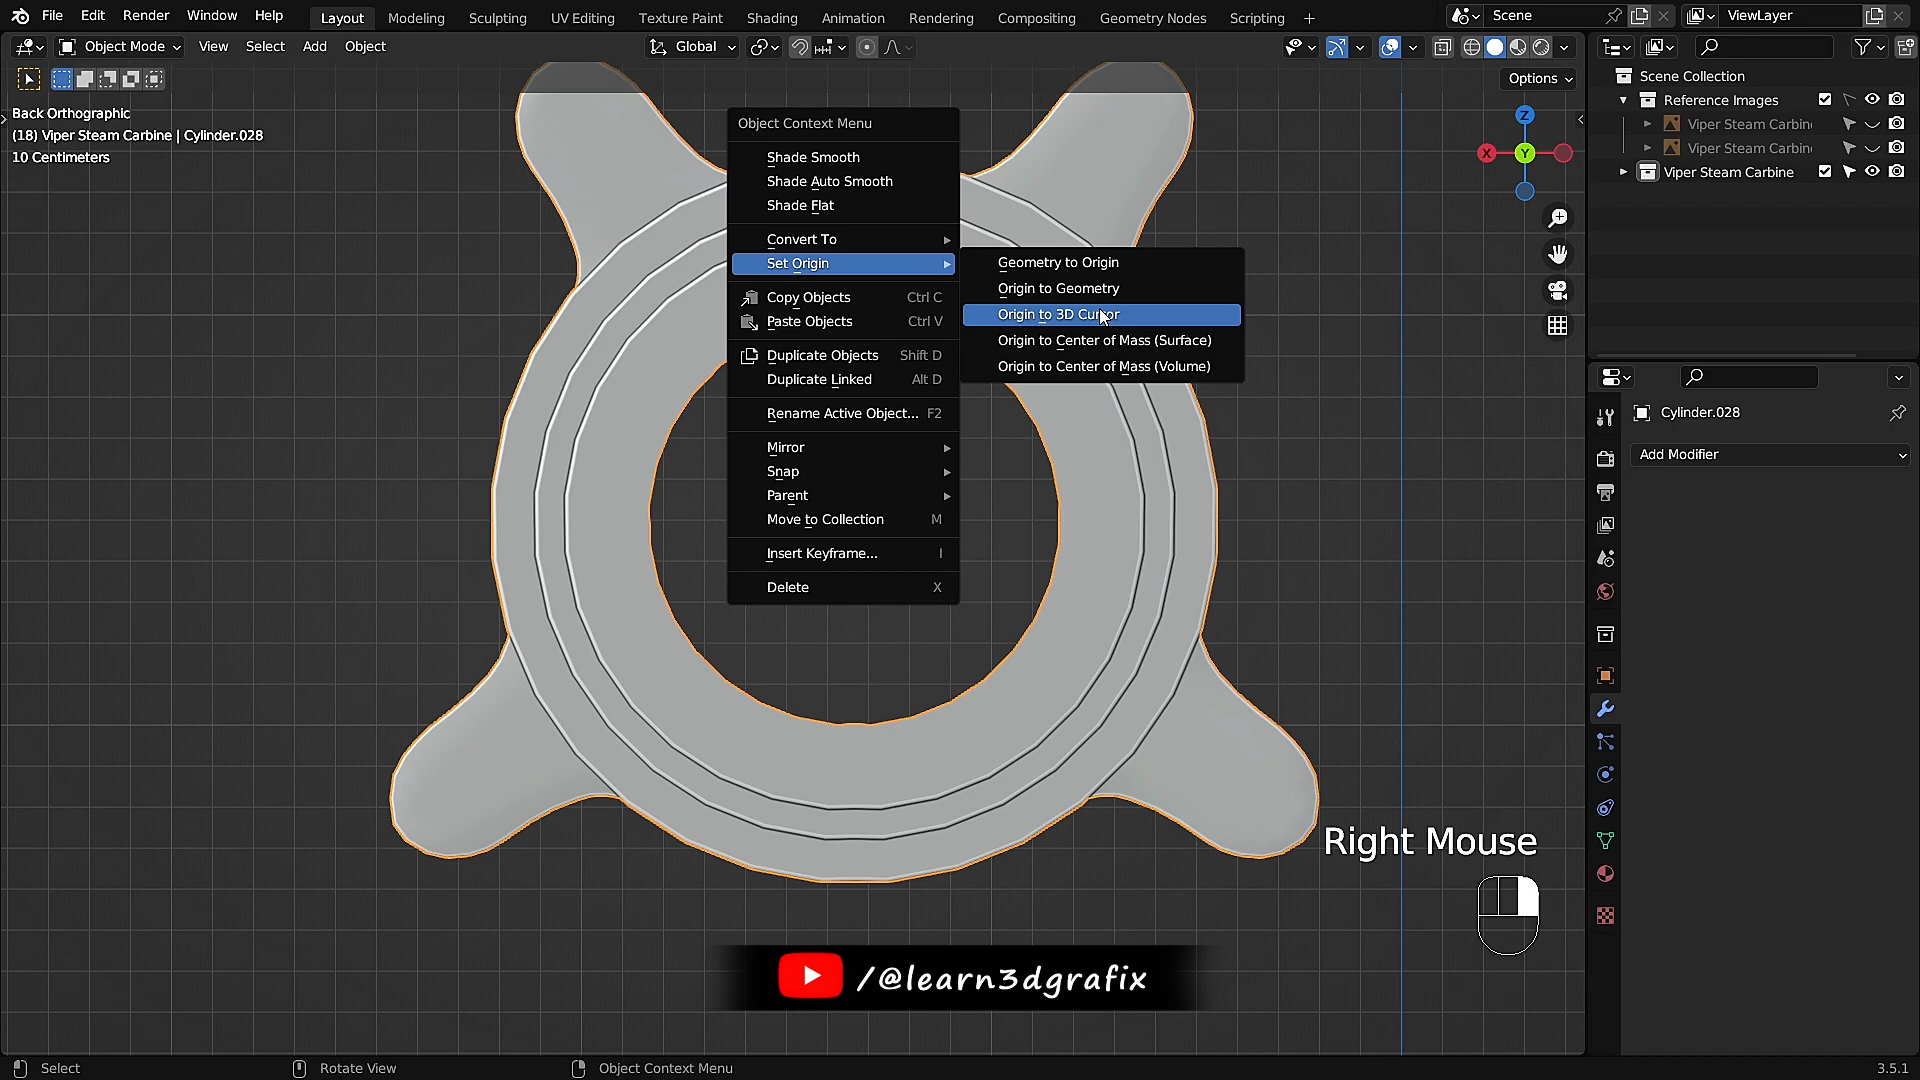 File Edit Render Window Help Layout Modeling Sculpting UV Editing Texture Paint Shading Animation Rendering Compositing Geometry Nodes Scripting + Scene ViewLayer
Object Mode View Select Add Object Global
Options
Back Orthographic
(18) Viper Steam Carbine | Cylinder.028
10 Centimeters
Object Context Menu
Shade Smooth
Shade Auto Smooth
Shade Flat
Convert To
Set Origin
Copy Objects Ctrl C
Paste Objects Ctrl V
Duplicate Objects Shift D
Duplicate Linked Alt D
Rename Active Object... F2
Mirror
Snap
Parent
Move to Collection M
Insert Keyframe... I
Delete X
Geometry to Origin
Origin to Geometry
Origin to 3D Cursor
Origin to Center of Mass (Surface)
Origin to Center of Mass (Volume)
Z
X Y
Scene Collection
Reference Images
Viper Steam Carbin
Viper Steam Carbin
Viper Steam Carbine
Cylinder.028
Add Modifier
Right Mouse
/@learn3dgrafix
Select Rotate View Object Context Menu 3.5.1